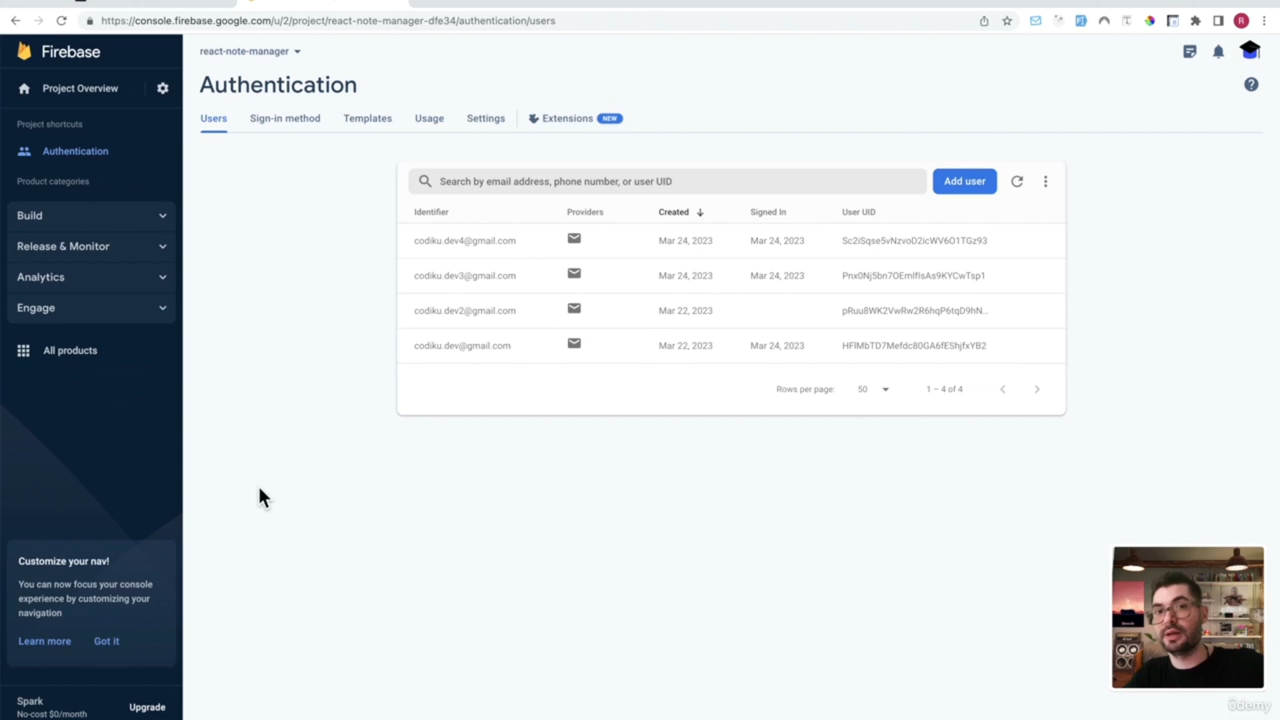 https://console.firebase.google.com/u/2/project/react-note-manager-dfe34/authentication/users
Firebase
Project Overview
Project shortcuts
Authentication
Product categories
Build
Release & Monitor
Analytics
Engage
All products
Customize your nav!
You can now focus your console
experience by customizing your
navigation
Learn more Got it
Spark
No-cost $0/month
Upgrade
react-note-manager
Authentication
Users Sign-in method Templates Usage Settings Extensions NEW
Search by email address, phone number, or user UID
Add user
Identifier Providers Created Signed In User UID
codiku.dev4@gmail.com Mar 24, 2023 Mar 24, 2023 Sc2iSqse5vNzvoD2icWV6O1TGz93
codiku.dev3@gmail.com Mar 24, 2023 Mar 24, 2023 Pnx0Nj5bn7OEmlfIsAs9KYCwTsp1
codiku.dev2@gmail.com Mar 22, 2023 pRuu8WK2VwRw2R6hqP6tqD9hN...
codiku.dev@gmail.com Mar 22, 2023 Mar 24, 2023 HFlMbTD7Mefdc80GA6fEShjfxYB2
Rows per page: 50 1 – 4 of 4
R
ûdemy